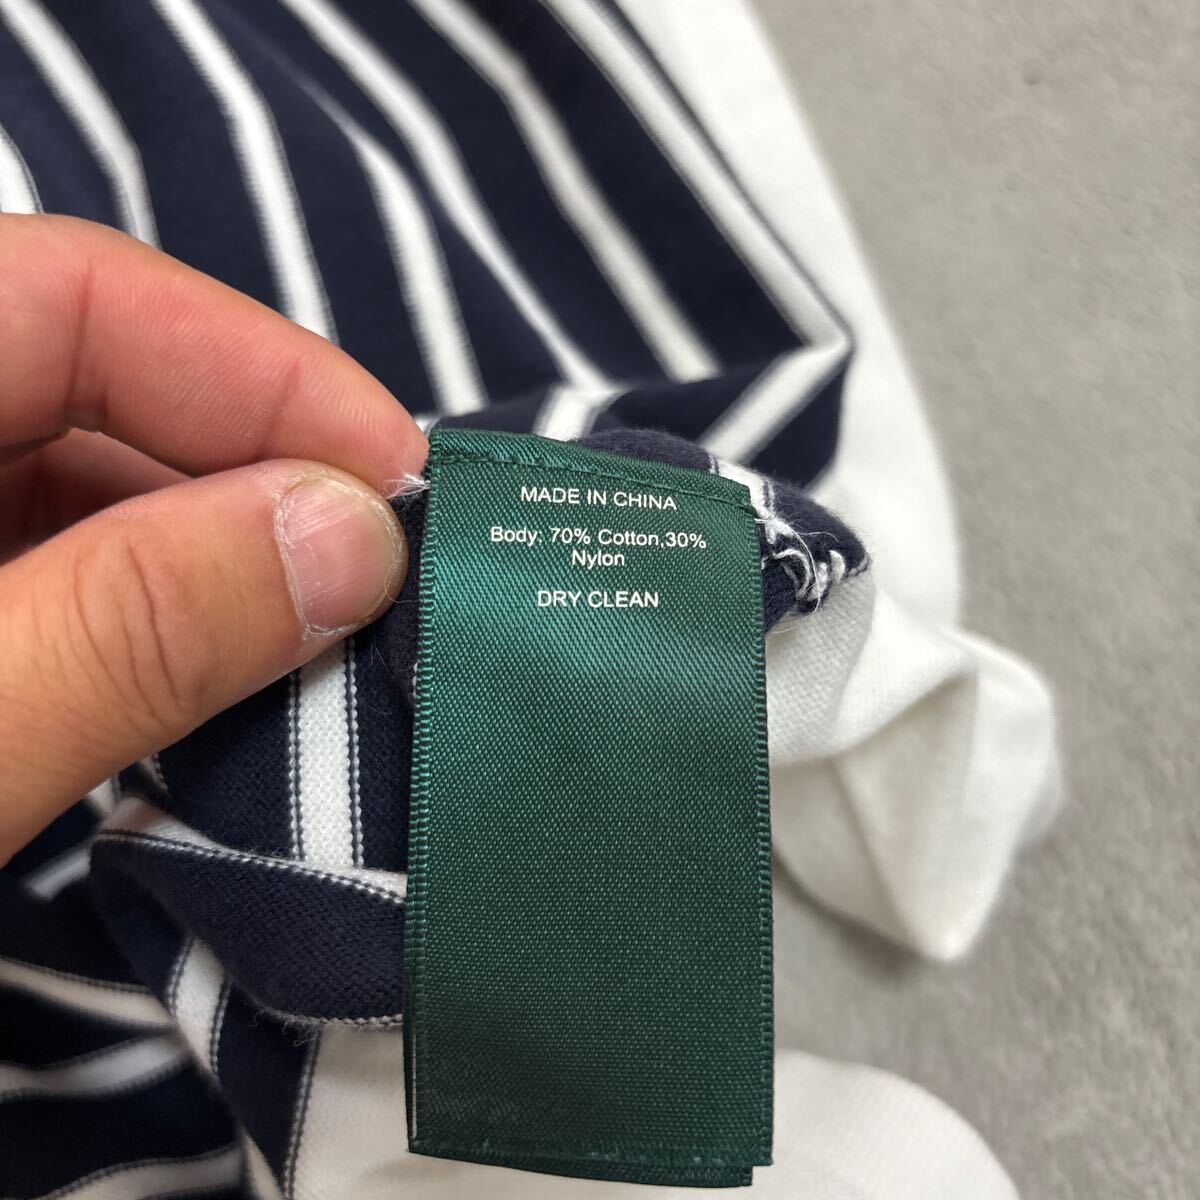 MADE IN CHINA
Body: 70% Cotton,30%
Nylon
DRY CLEAN